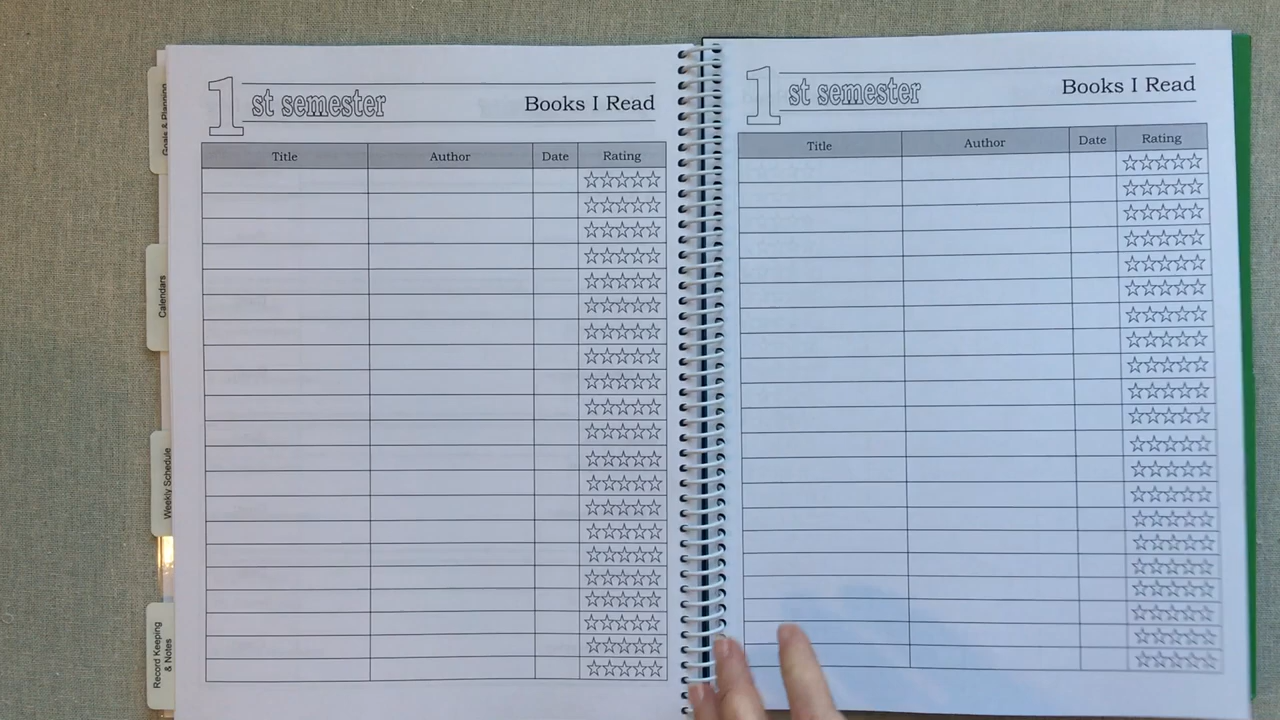 Goals & Planning
Calendars
Weekly Schedule
Record Keeping
& Notes
1st semester
Books I Read
Title Author Date Rating
1st semester
Books I Read
Title Author Date Rating